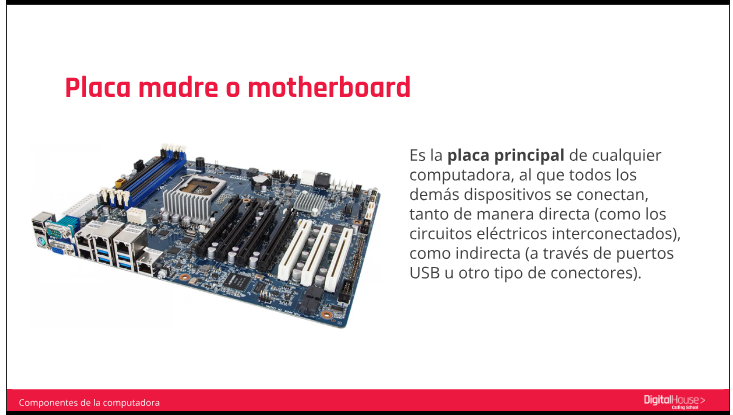 Placa madre o motherboard
Es la placa principal de cualquier
computadora, al que todos los
demás dispositivos se conectan,
tanto de manera directa (como los
circuitos eléctricos interconectados),
como indirecta (a través de puertos
USB u otro tipo de conectores).
Componentes de la computadora
DigitalHouse>
Coding School